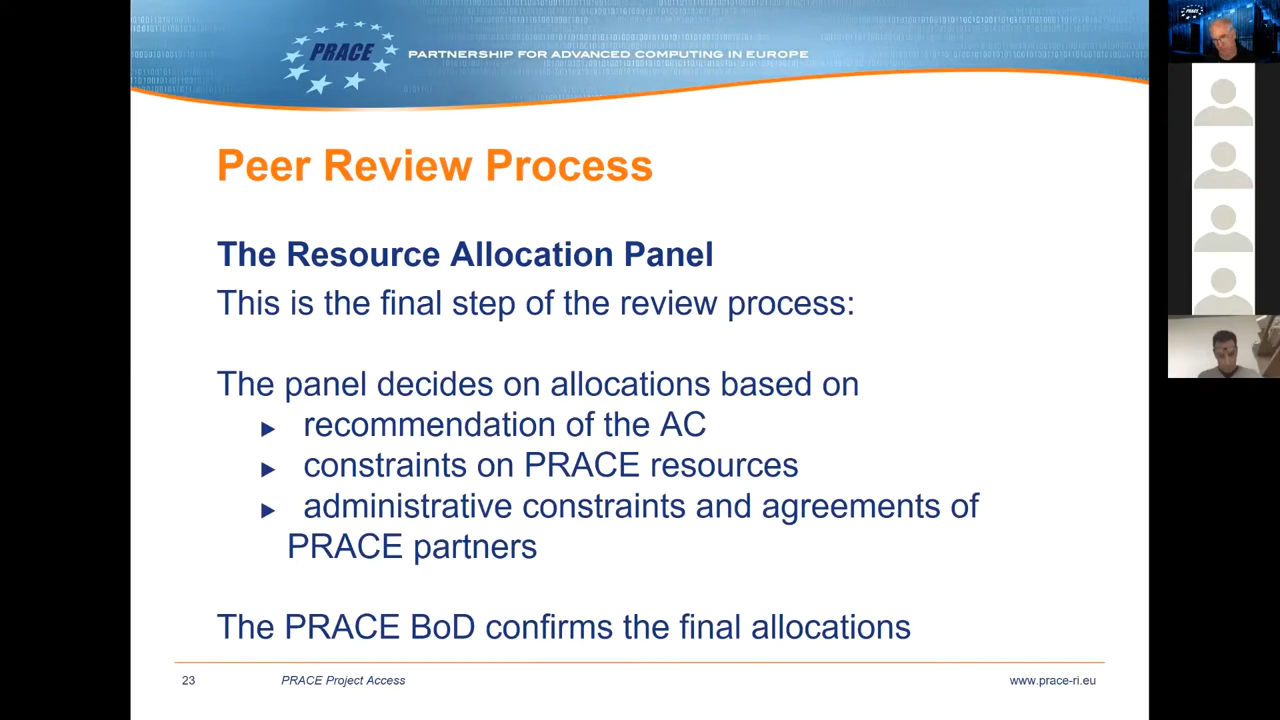 PRACE
PARTNERSHIP FOR ADVANCED COMPUTING IN EUROPE
PRACE
Peer Review Process
The Resource Allocation Panel
This is the final step of the review process:
The panel decides on allocations based on
► recommendation of the AC
► constraints on PRACE resources
► administrative constraints and agreements of
PRACE partners
The PRACE BoD confirms the final allocations
23 PRACE Project Access www.prace-ri.eu